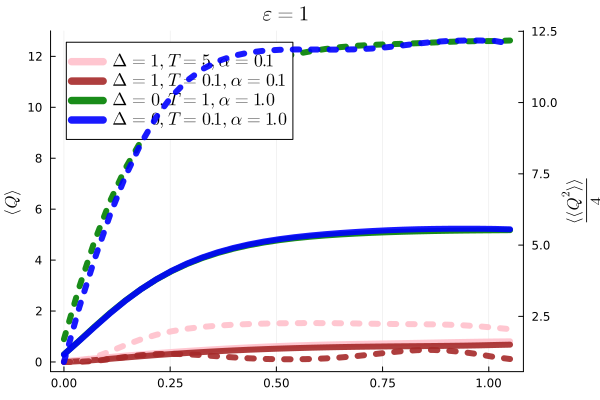 ε = 1
Δ = 1, T = 5, α = 0.1
Δ = 1, T = 0.1, α = 0.1
Δ = 0, T = 1, α = 1.0
Δ = 0, T = 0.1, α = 1.0
⟨Q⟩
12
10
8
6
4
2
0
12.5
10.0
7.5
5.0
2.5
⟨⟨Q²⟩⟩
4
0.00 0.25 0.50 0.75 1.00